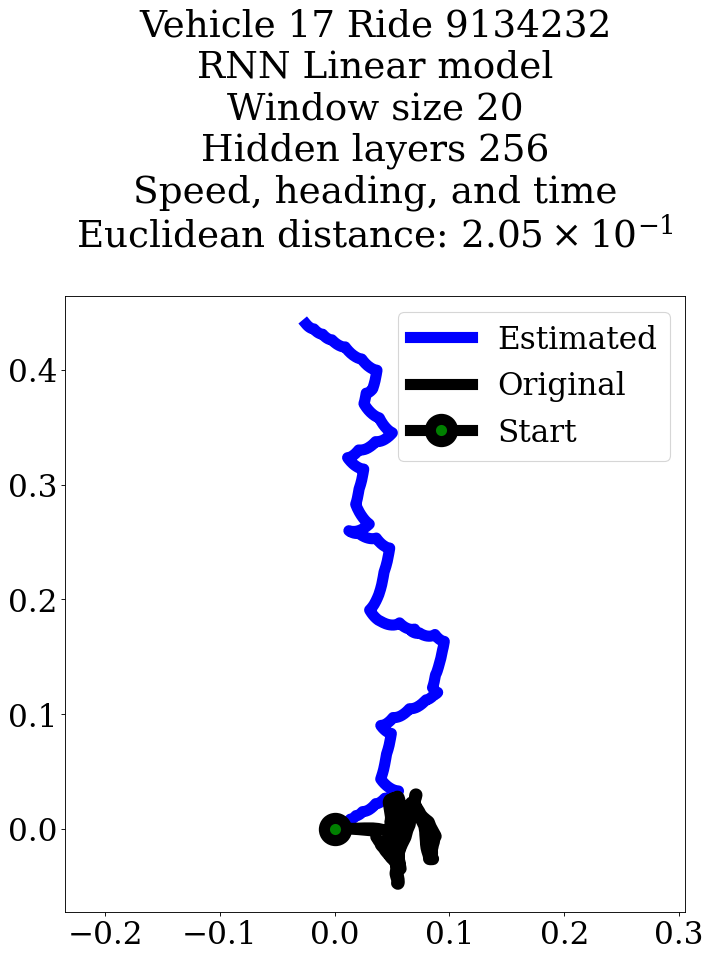 Vehicle 17 Ride 9134232
RNN Linear model
Window size 20
Hidden layers 256
Speed, heading, and time
Euclidean distance: 2.05 × 10⁻¹
Estimated
Original
Start
0.4
0.3
0.2
0.1
0.0
−0.2 −0.1 0.0 0.1 0.2 0.3